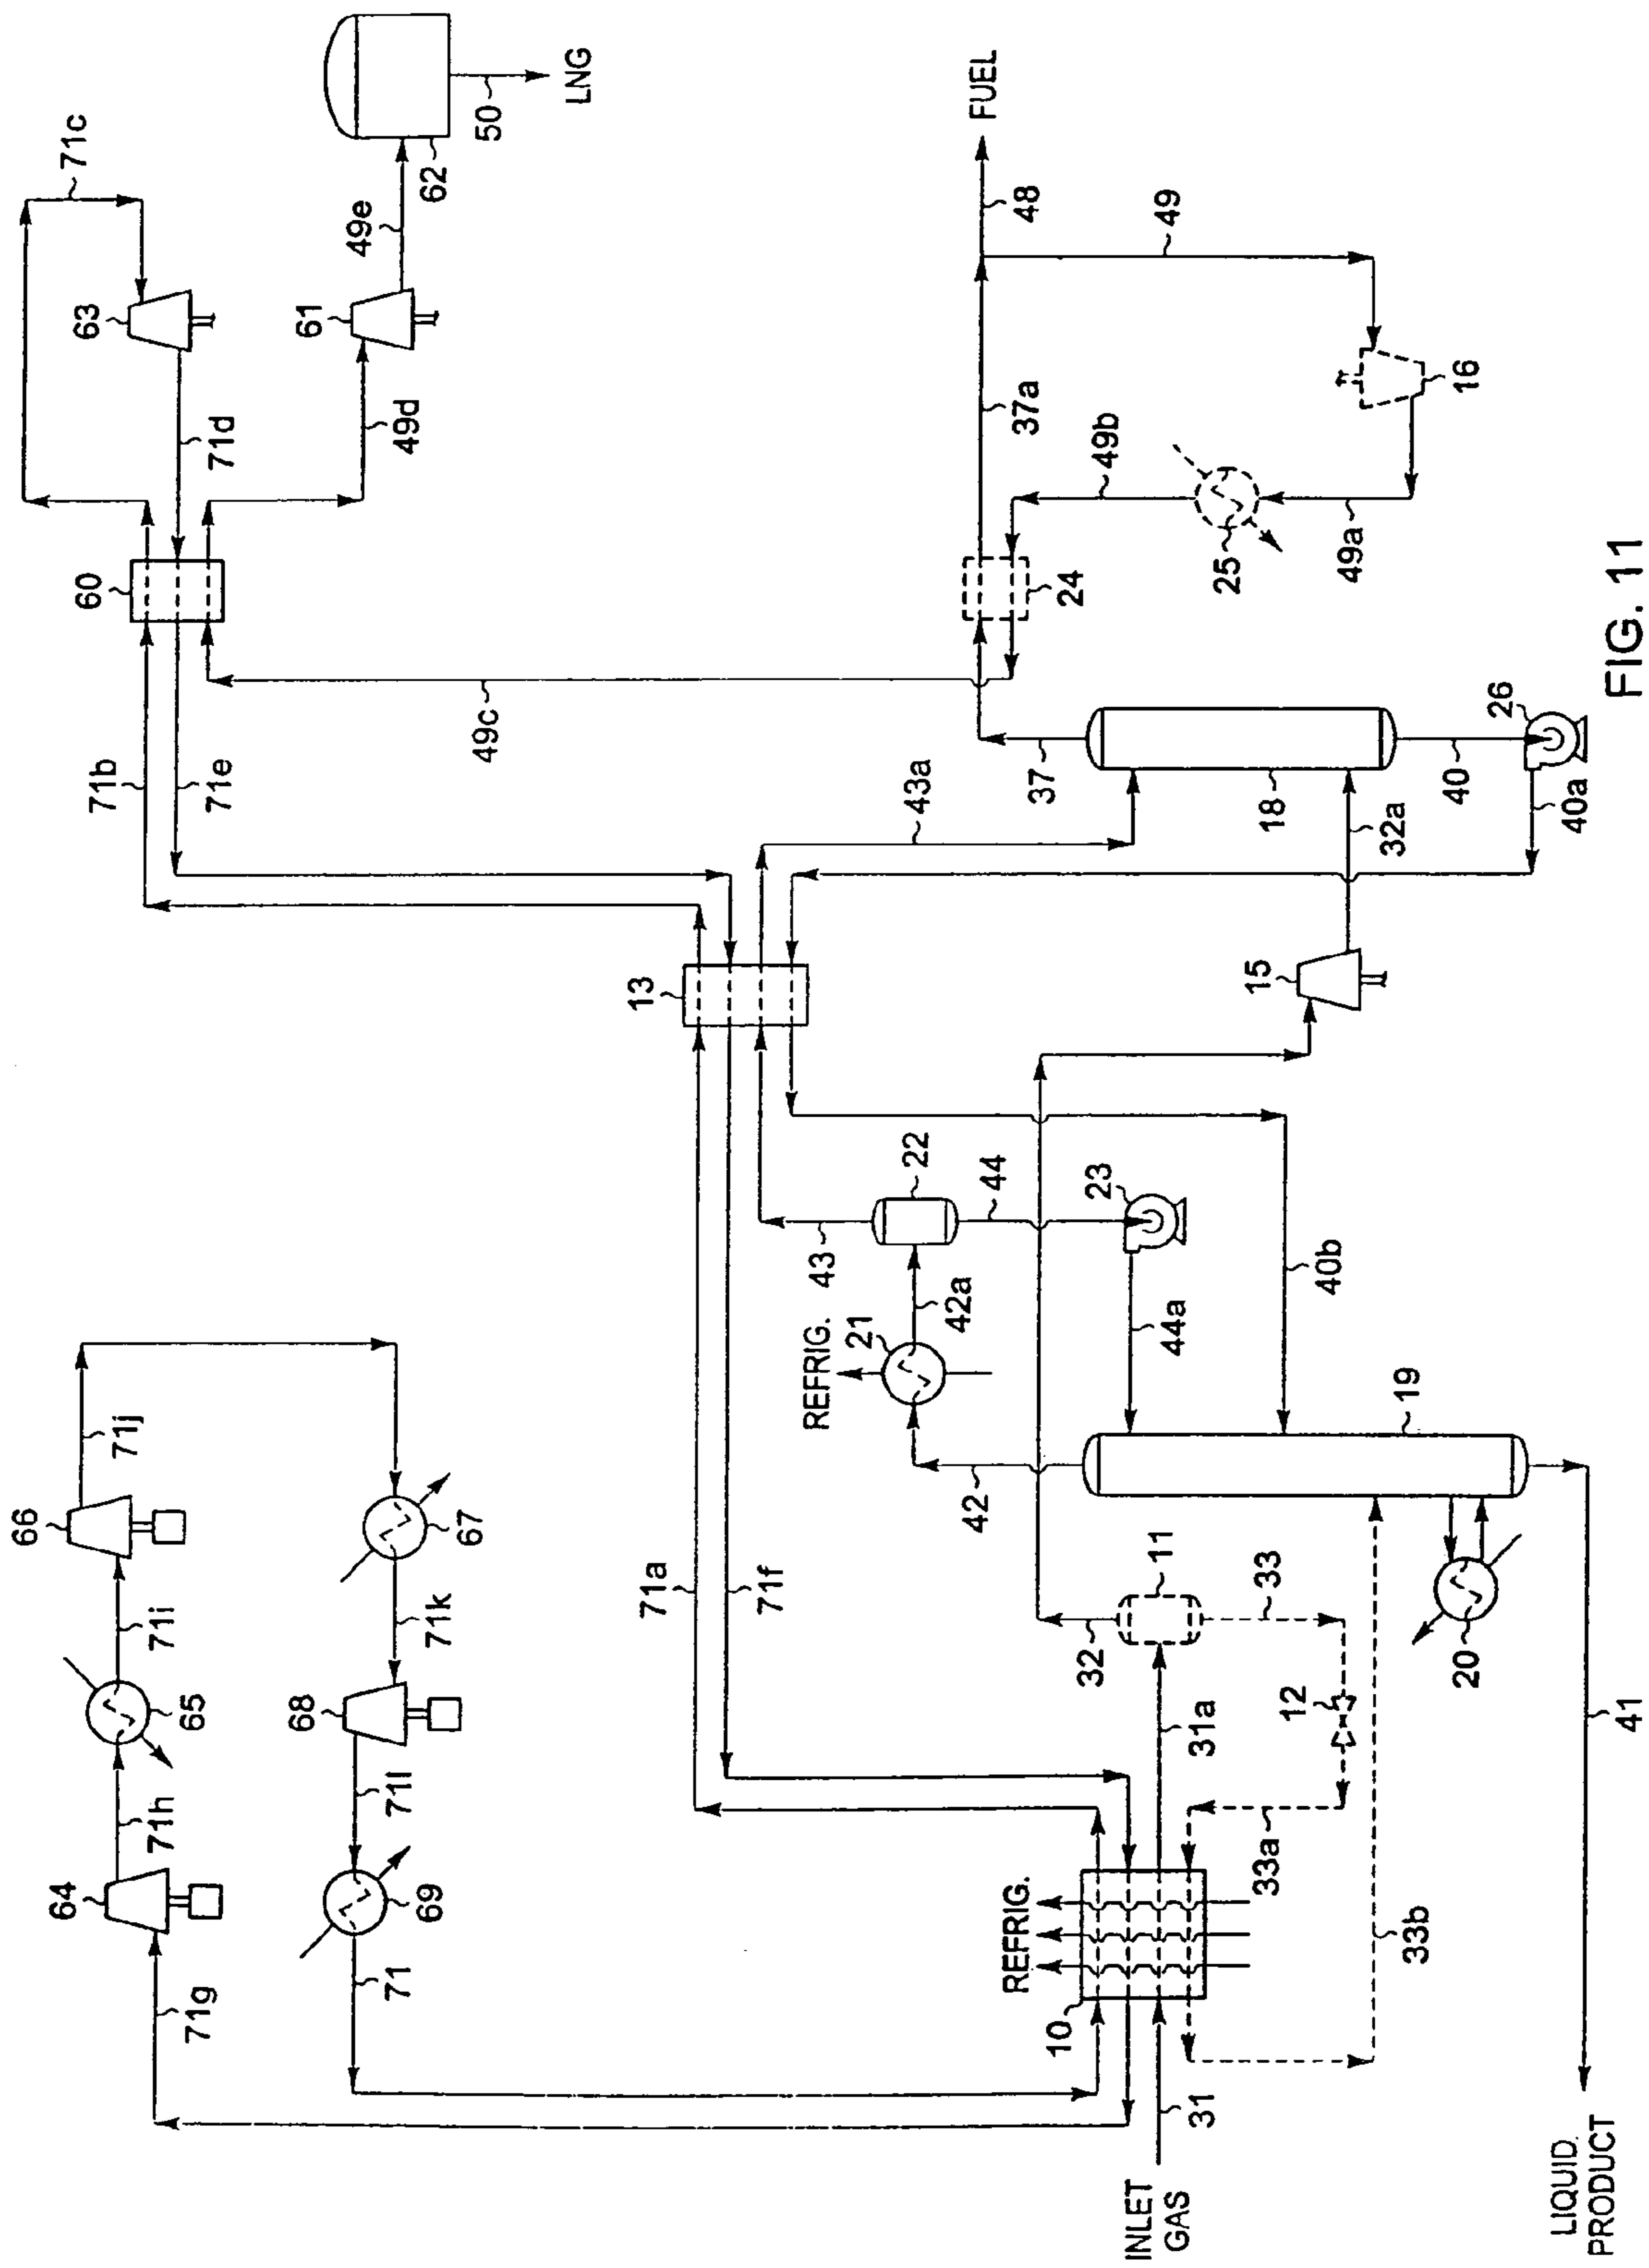 66
64
71c
60
63
71b
71j
71h
71i
65
71g
71e
71d
68
61
49e
71
71l
49d
69
71k
67
62
49c
50
LNG
13
71a
71f
REFRIG.
43
21
22
43a
42a
42
44
FUEL
REFRIG.
37a
48
37
10
24
32
23
49b
INLET
GAS
11
44a
49
31
31a
25
15
18
33a
33
12
40b
49a
32a
19
33b
40
20
16
26
40a
LIQUID
PRODUCT
41
FIG. 11